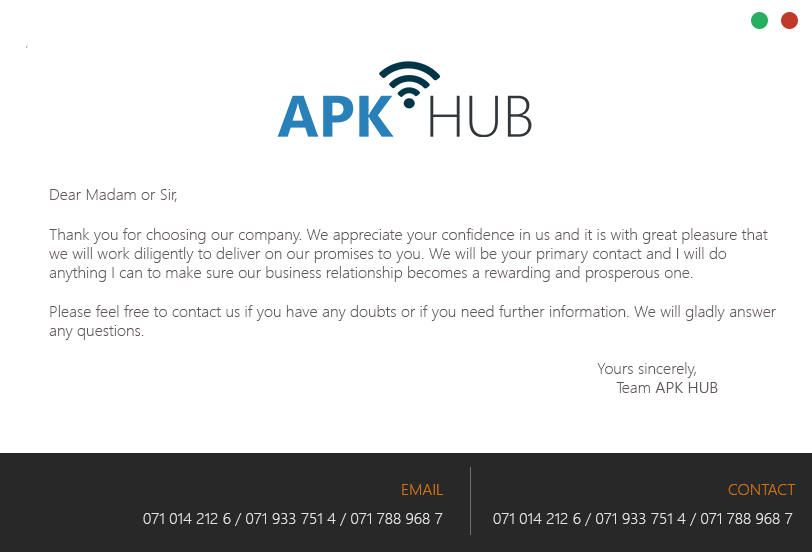 APK HUB
Dear Madam or Sir,
Thank you for choosing our company. We appreciate your confidence in us and it is with great pleasure that
we will work diligently to deliver on our promises to you. We will be your primary contact and I will do
anything I can to make sure our business relationship becomes a rewarding and prosperous one.
Please feel free to contact us if you have any doubts or if you need further information. We will gladly answer
any questions.
Yours sincerely,
Team APK HUB
EMAIL
071 014 212 6 / 071 933 751 4 / 071 788 968 7
CONTACT
071 014 212 6 / 071 933 751 4 / 071 788 968 7